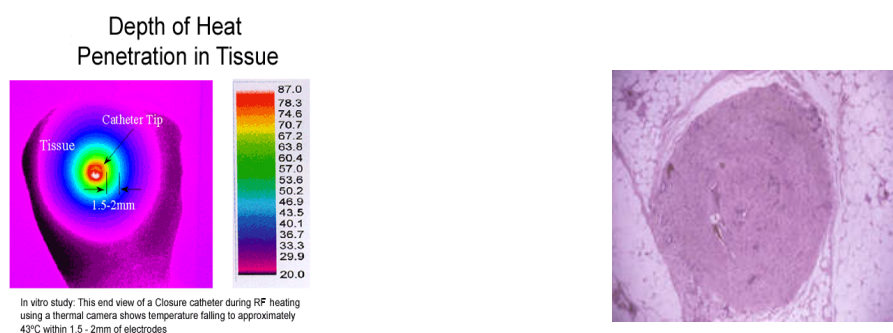 Depth of Heat
Penetration in Tissue
Catheter Tip
Tissue
1.5-2mm
87.0
78.3
74.6
70.7
67.2
63.8
60.4
57.0
53.6
50.2
46.9
43.5
40.1
36.7
33.3
29.9
20.0
In vitro study: This end view of a Closure catheter during RF heating
using a thermal camera shows temperature falling to approximately
43ºC within 1.5 - 2mm of electrodes